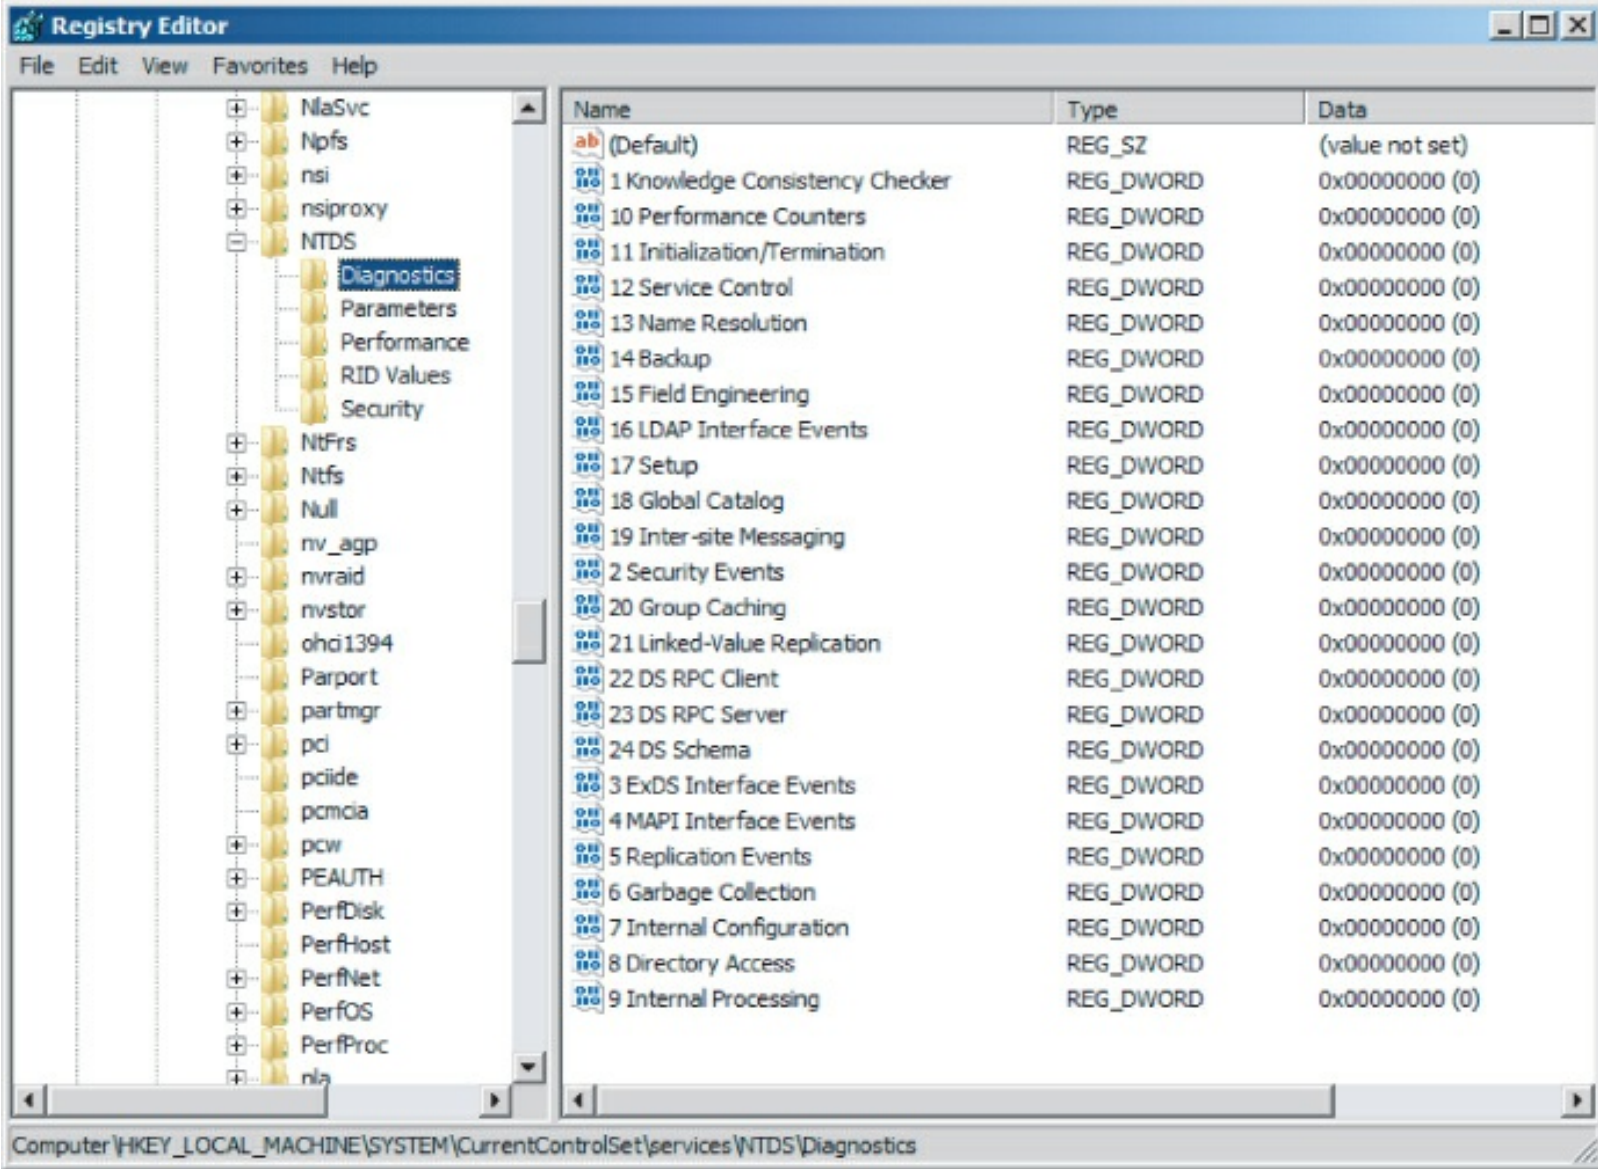 Registry Editor
File Edit View Favorites Help
NlaSvc
Npfs
nsi
nsiproxy
NTDS
Diagnostics
Parameters
Performance
RID Values
Security
NtFrs
Ntfs
Null
nv_agp
nvraid
nvstor
ohci1394
Parport
partmgr
pci
pciide
pcmcia
pcw
PEAUTH
PerfDisk
PerfHost
PerfNet
PerfOS
PerfProc
pla
Name Type Data
(Default) REG_SZ (value not set)
1 Knowledge Consistency Checker REG_DWORD 0x00000000 (0)
10 Performance Counters REG_DWORD 0x00000000 (0)
11 Initialization/Termination REG_DWORD 0x00000000 (0)
12 Service Control REG_DWORD 0x00000000 (0)
13 Name Resolution REG_DWORD 0x00000000 (0)
14 Backup REG_DWORD 0x00000000 (0)
15 Field Engineering REG_DWORD 0x00000000 (0)
16 LDAP Interface Events REG_DWORD 0x00000000 (0)
17 Setup REG_DWORD 0x00000000 (0)
18 Global Catalog REG_DWORD 0x00000000 (0)
19 Inter-site Messaging REG_DWORD 0x00000000 (0)
2 Security Events REG_DWORD 0x00000000 (0)
20 Group Caching REG_DWORD 0x00000000 (0)
21 Linked-Value Replication REG_DWORD 0x00000000 (0)
22 DS RPC Client REG_DWORD 0x00000000 (0)
23 DS RPC Server REG_DWORD 0x00000000 (0)
24 DS Schema REG_DWORD 0x00000000 (0)
3 ExDS Interface Events REG_DWORD 0x00000000 (0)
4 MAPI Interface Events REG_DWORD 0x00000000 (0)
5 Replication Events REG_DWORD 0x00000000 (0)
6 Garbage Collection REG_DWORD 0x00000000 (0)
7 Internal Configuration REG_DWORD 0x00000000 (0)
8 Directory Access REG_DWORD 0x00000000 (0)
9 Internal Processing REG_DWORD 0x00000000 (0)
Computer\HKEY_LOCAL_MACHINE\SYSTEM\CurrentControlSet\services\NTDS\Diagnostics